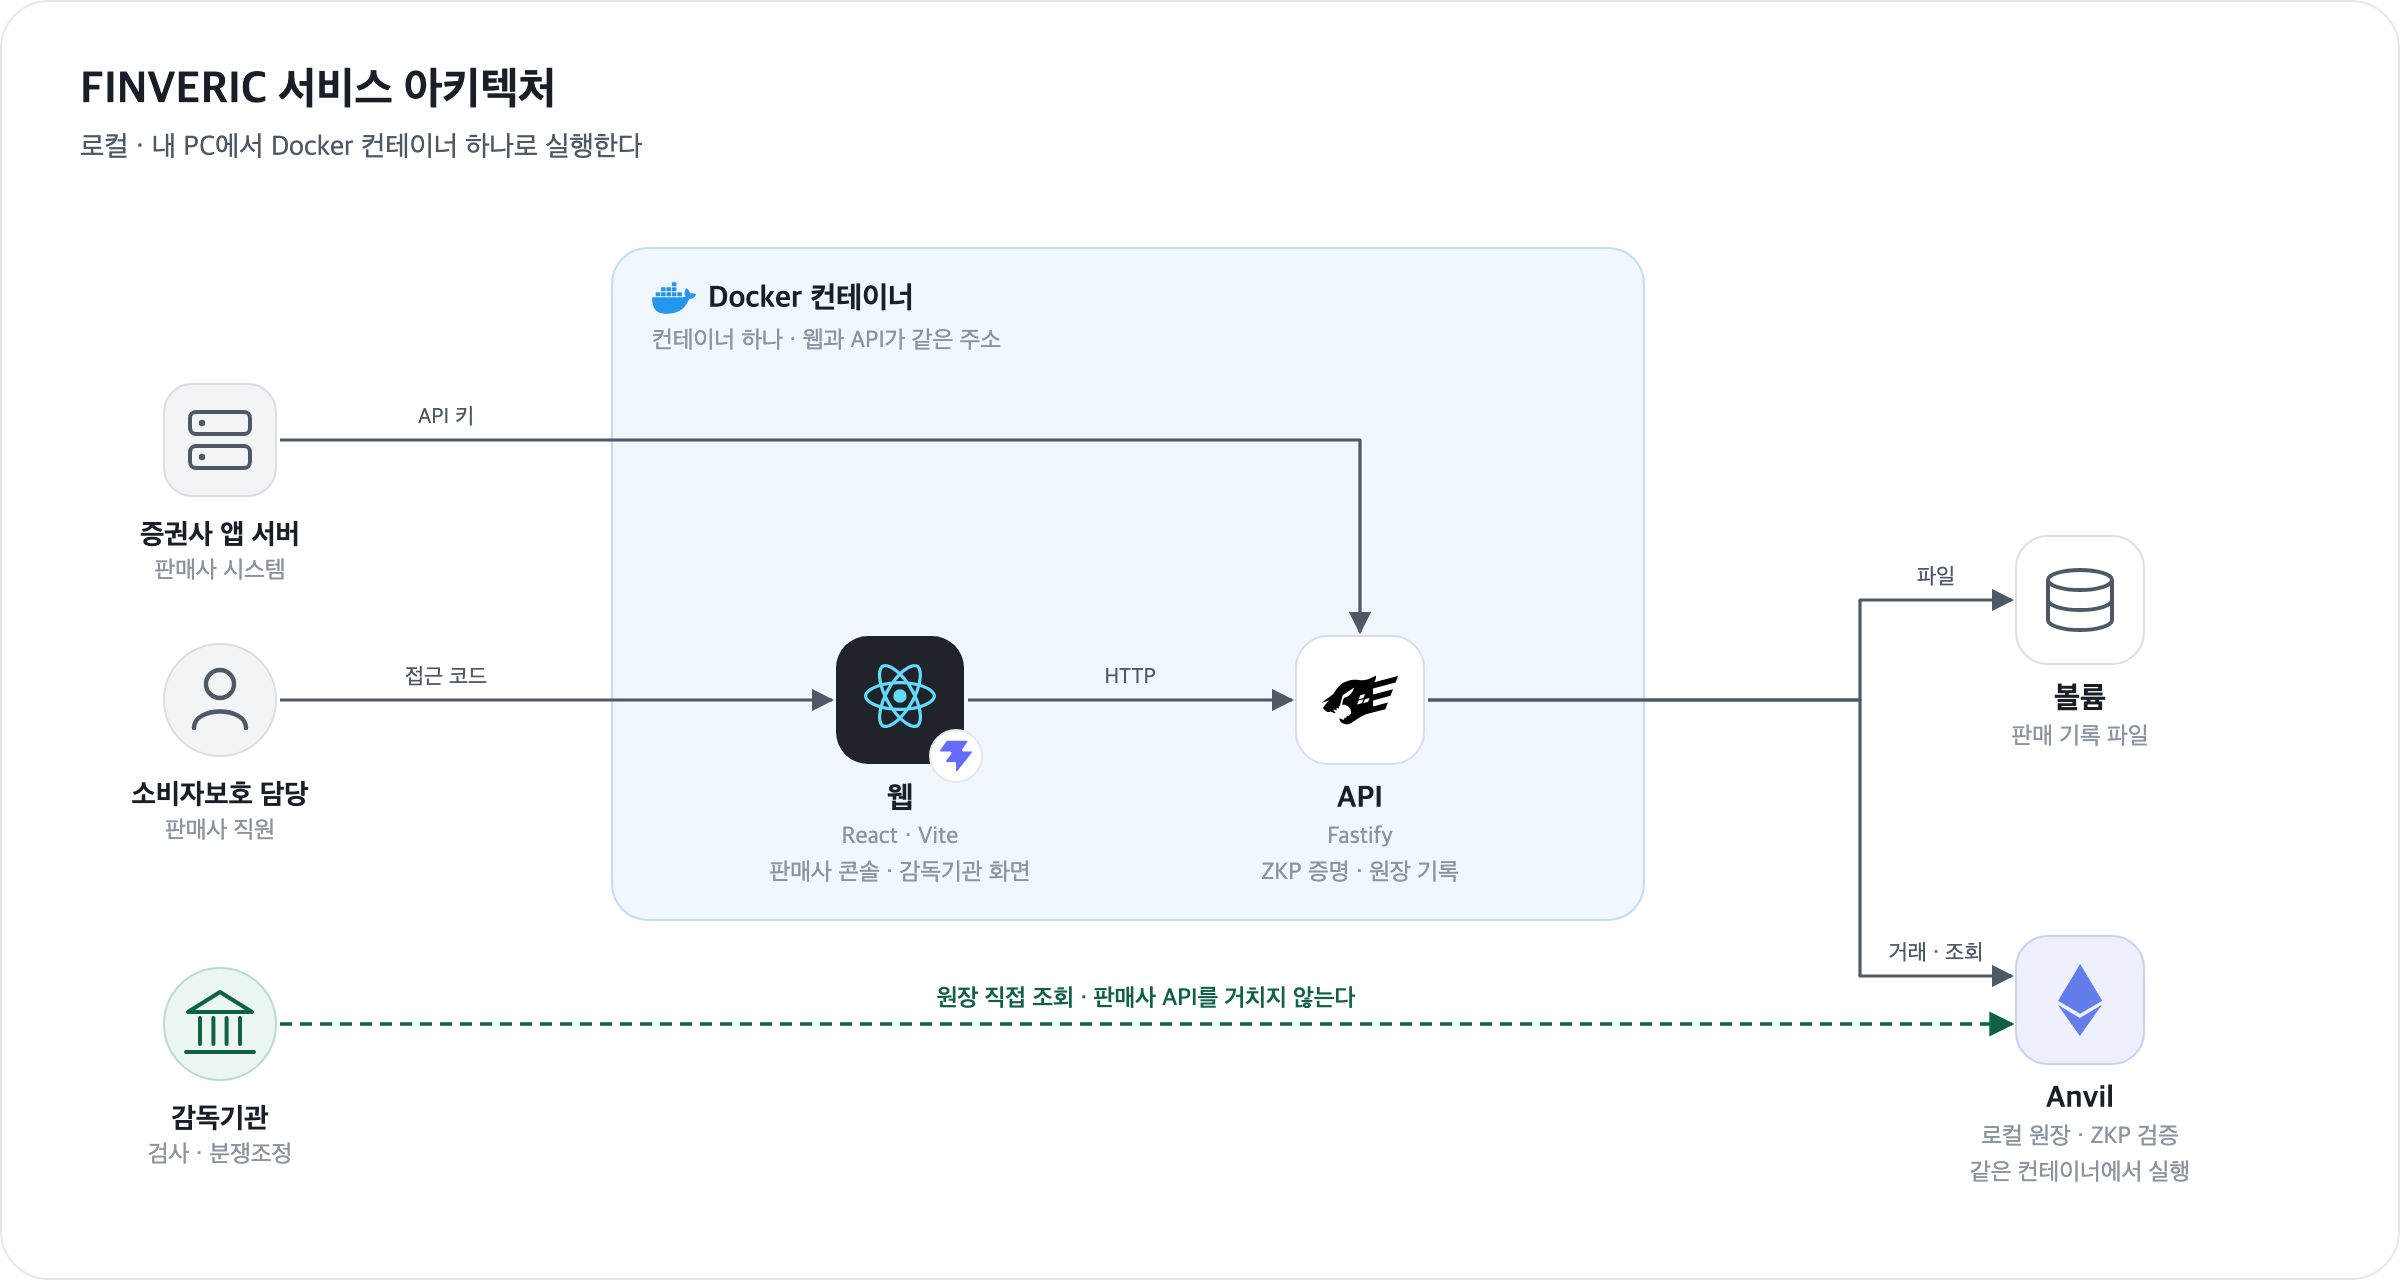 FINVERIC 서비스 아키텍처
로컬 · 내 PC에서 Docker 컨테이너 하나로 실행한다
Docker 컨테이너
컨테이너 하나 · 웹과 API가 같은 주소
API 키
증권사 앱 서버
판매사 시스템
접근 코드
소비자보호 담당
판매사 직원
HTTP
웹
React · Vite
판매사 콘솔 · 감독기관 화면
API
Fastify
ZKP 증명 · 원장 기록
파일
볼륨
판매 기록 파일
거래 · 조회
원장 직접 조회 · 판매사 API를 거치지 않는다
감독기관
검사 · 분쟁조정
Anvil
로컬 원장 · ZKP 검증
같은 컨테이너에서 실행